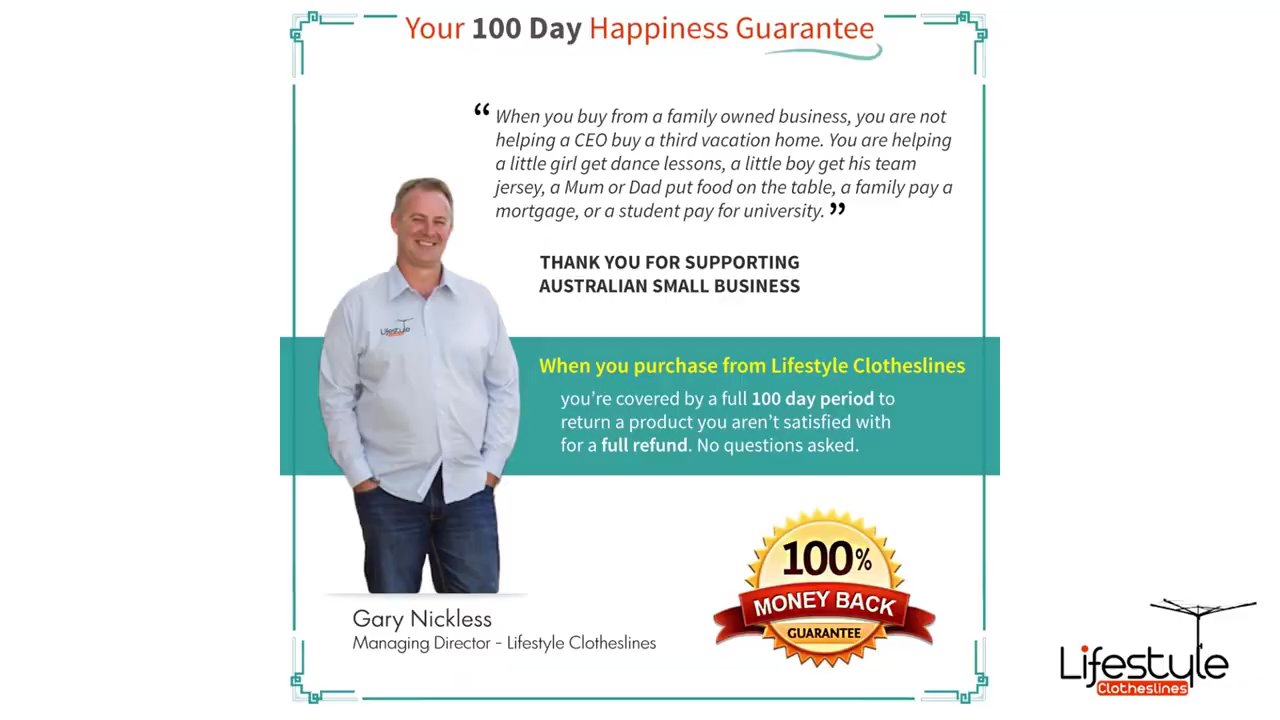 Your 100 Day Happiness Guarantee
“ When you buy from a family owned business, you are not
helping a CEO buy a third vacation home. You are helping
a little girl get dance lessons, a little boy get his team
jersey, a Mum or Dad put food on the table, a family pay a
mortgage, or a student pay for university. ”
THANK YOU FOR SUPPORTING
AUSTRALIAN SMALL BUSINESS
Lifestyle
When you purchase from Lifestyle Clotheslines
you’re covered by a full 100 day period to
return a product you aren’t satisfied with
for a full refund. No questions asked.
100%
MONEY BACK
GUARANTEE
Gary Nickless
Managing Director - Lifestyle Clotheslines
Lifestyle
Clotheslines